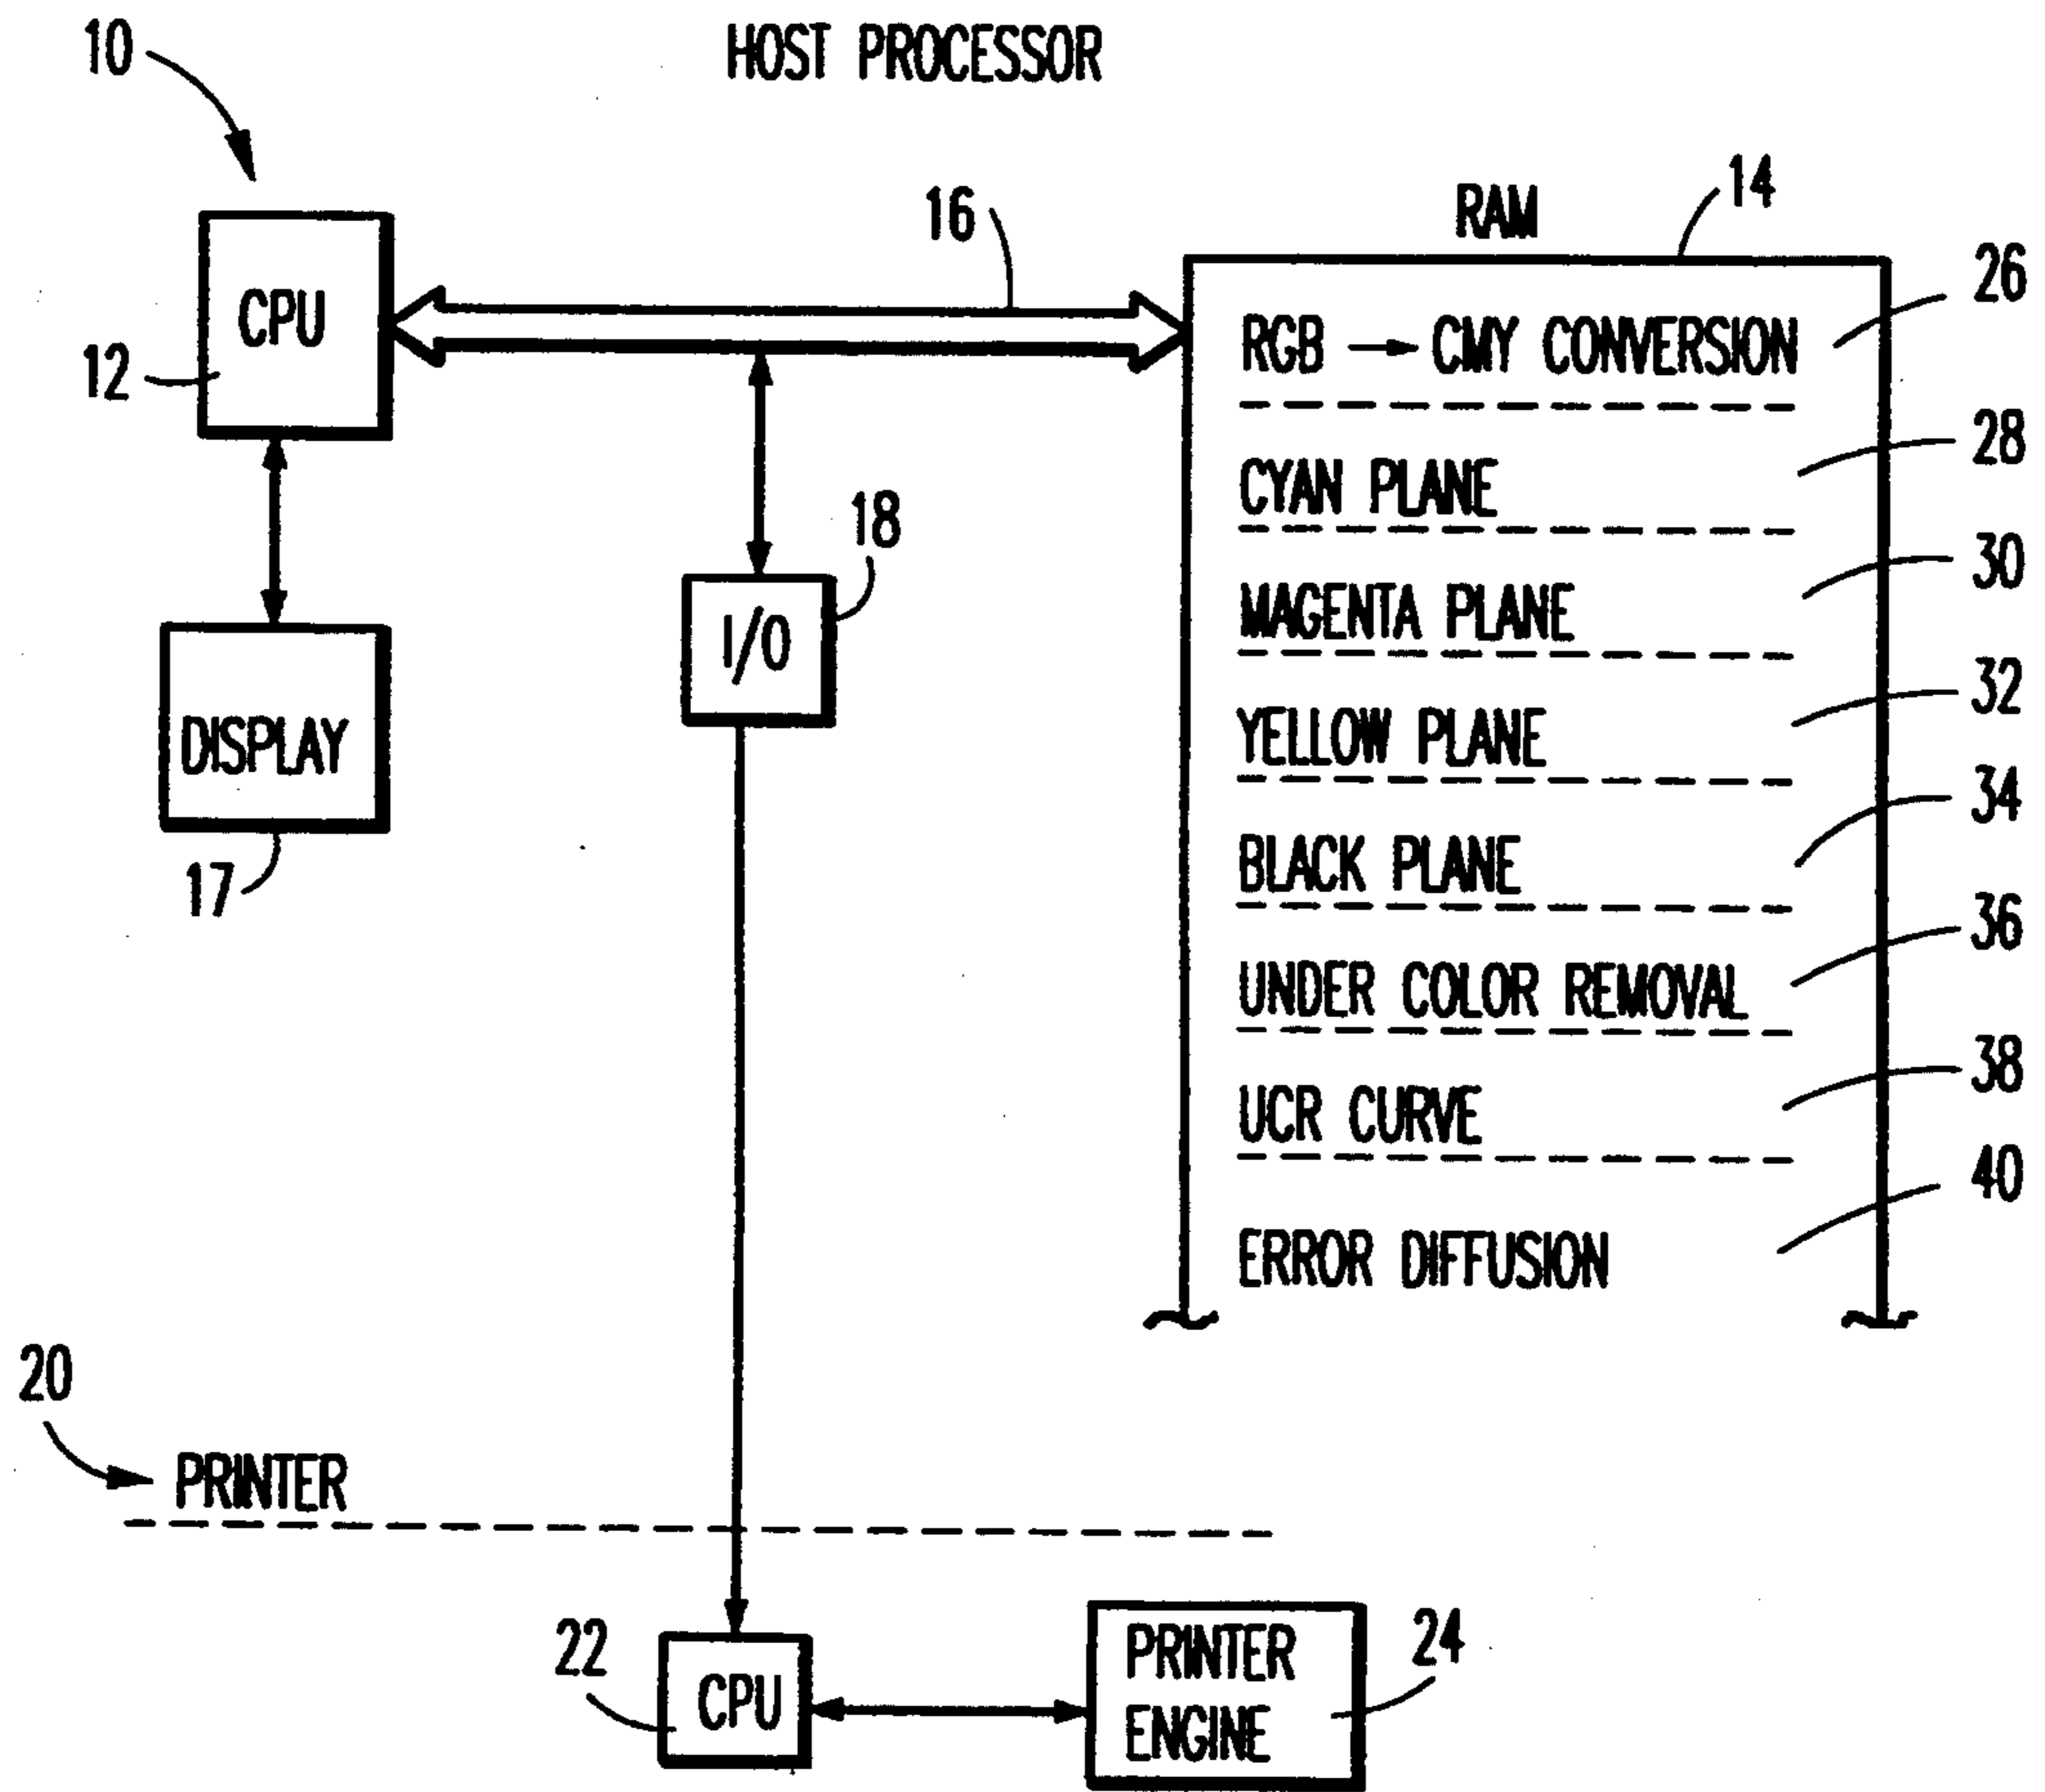 10
HOST PROCESSOR
16
RAM
14
CPU
12
26
RGB → CMY CONVERSION
28
CYAN PLANE
18
30
I/O
MAGENTA PLANE
32
DISPLAY
YELLOW PLANE
17
34
BLACK PLANE
36
UNDER COLOR REMOVAL
38
UCR CURVE
40
ERROR DIFFUSION
20
PRINTER
22
CPU
PRINTER
ENGINE
24